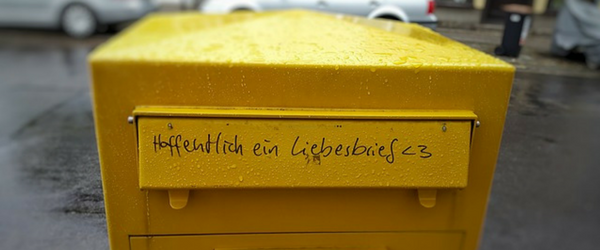 Hoffentlich ein Liebesbrief <3